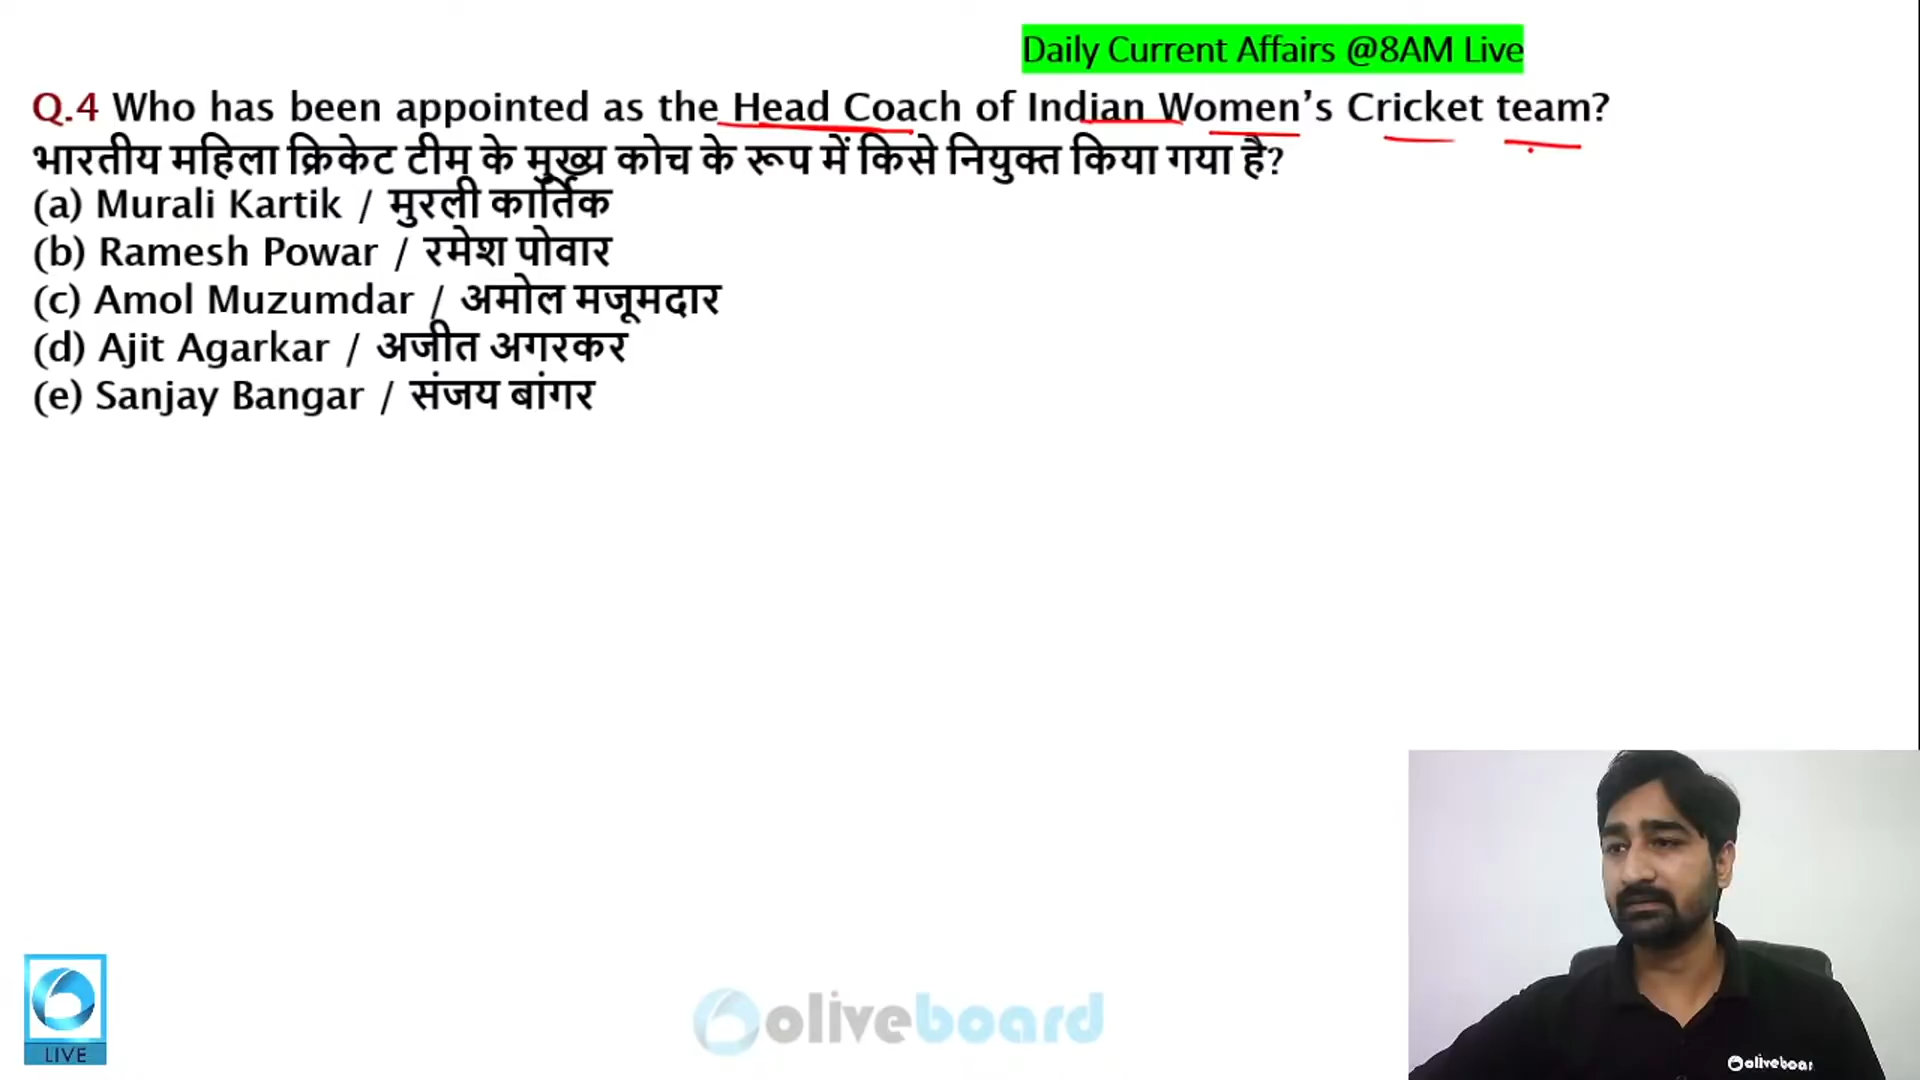 Daily Current Affairs @8AM Live
Q.4 Who has been appointed as the Head Coach of Indian Women’s Cricket team?
भारतीय महिला क्रिकेट टीम के मुख्य कोच के रूप में किसे नियुक्त किया गया है?
(a) Murali Kartik / मुरली कार्तिक
(b) Ramesh Powar / रमेश पोवार
(c) Amol Muzumdar / अमोल मजूमदार
(d) Ajit Agarkar / अजीत अगरकर
(e) Sanjay Bangar / संजय बांगर
LIVE
oliveboard
oliveboar